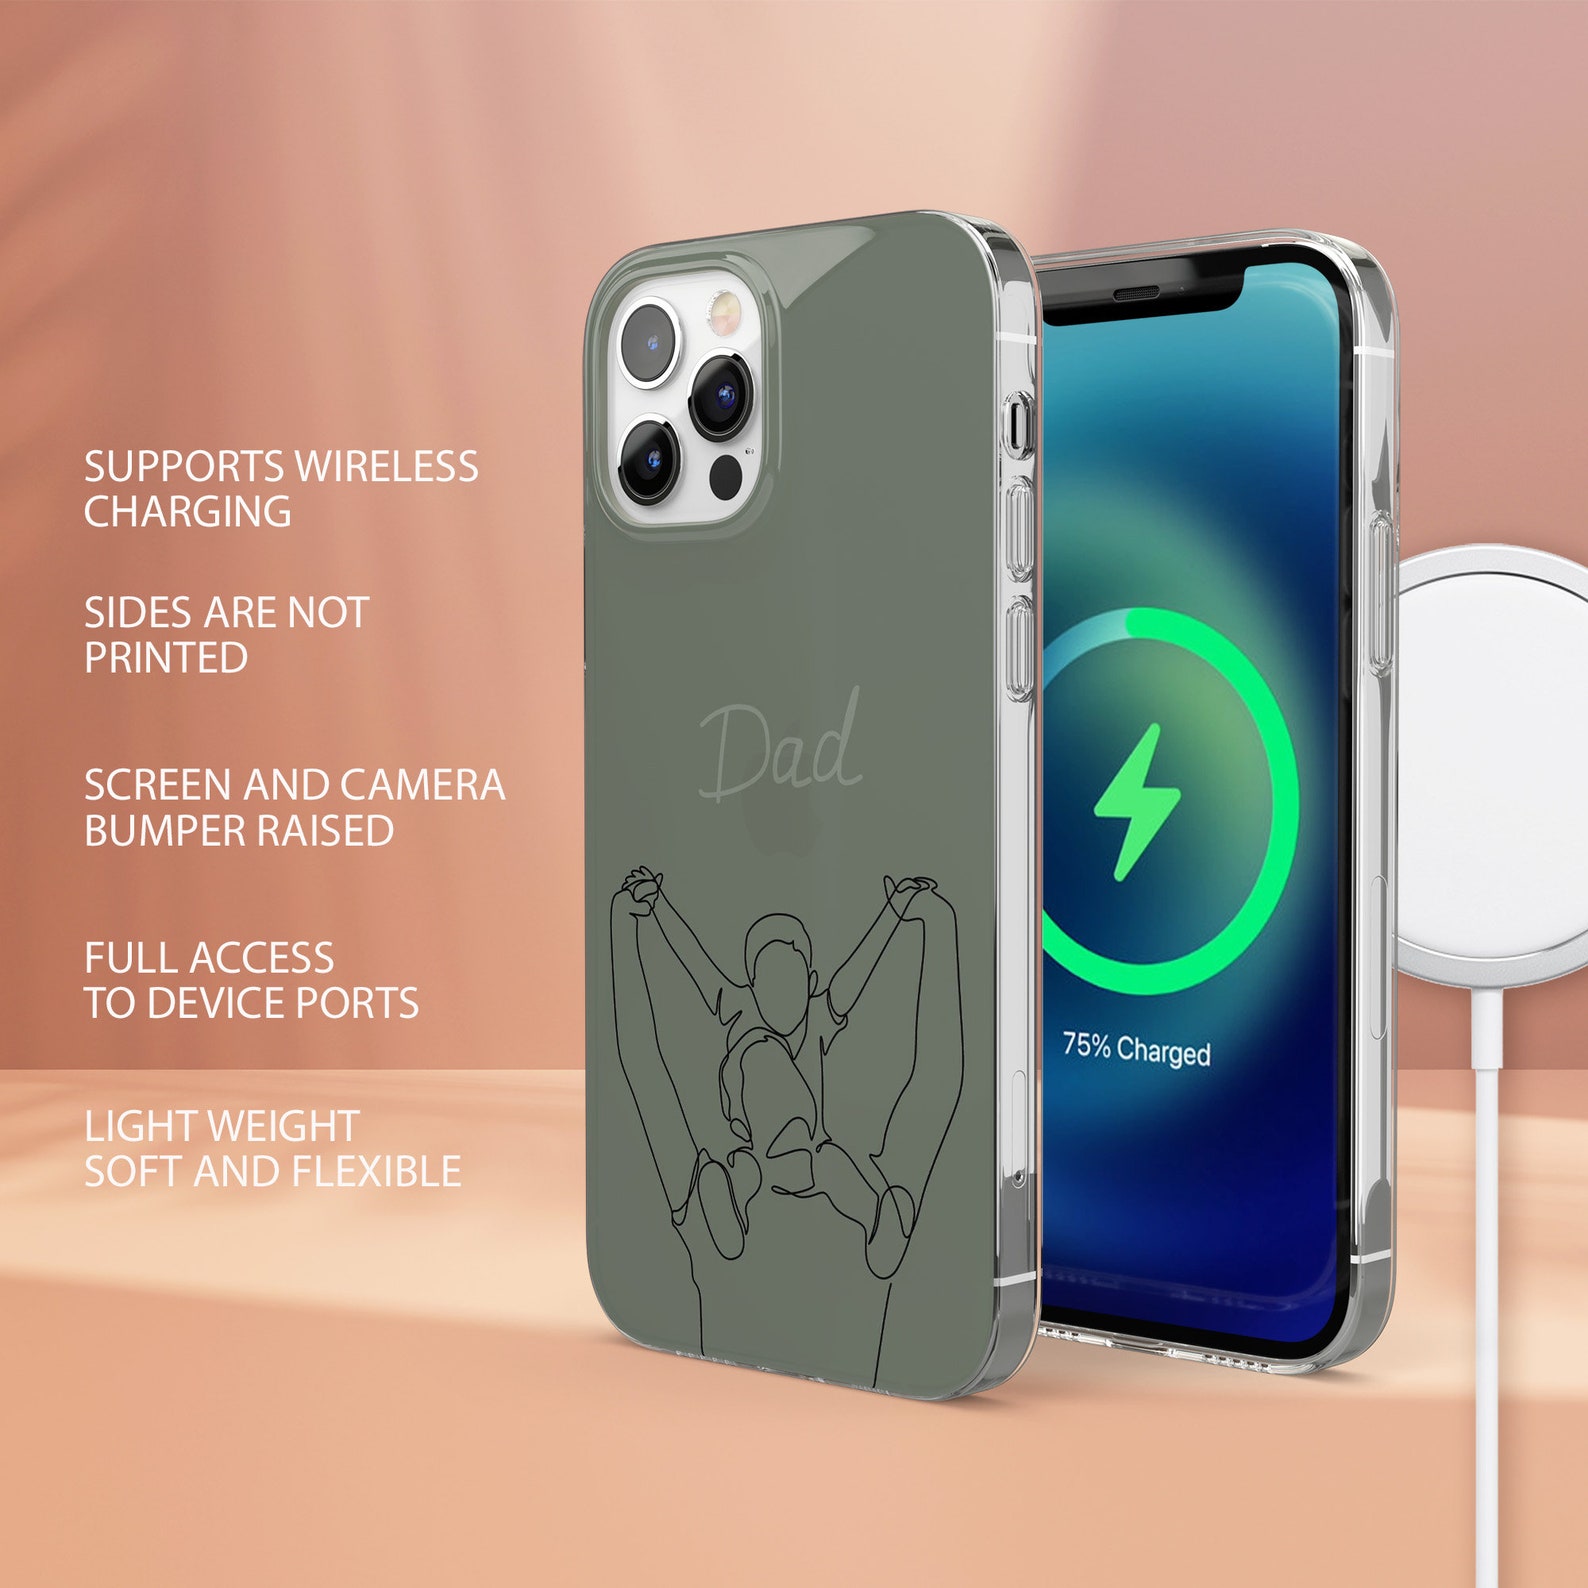 SUPPORTS WIRELESS
CHARGING
SIDES ARE NOT
PRINTED
SCREEN AND CAMERA
BUMPER RAISED
FULL ACCESS
TO DEVICE PORTS
LIGHT WEIGHT
SOFT AND FLEXIBLE
Dad
75% Charged